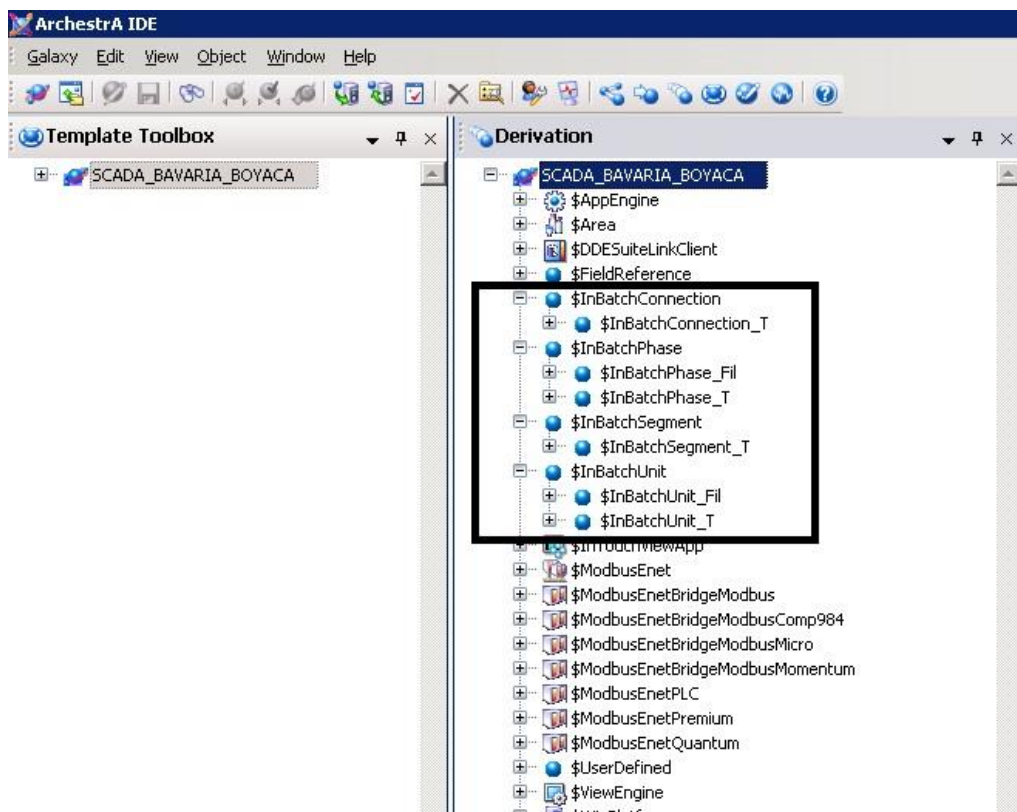 ArchestrA IDE
Galaxy Edit View Object Window Help
Template Toolbox
SCADA_BAVARIA_BOYACA
Derivation
SCADA_BAVARIA_BOYACA
$AppEngine
$Area
$DDESuiteLinkClient
$FieldReference
$InBatchConnection
$InBatchConnection_T
$InBatchPhase
$InBatchPhase_Fil
$InBatchPhase_T
$InBatchSegment
$InBatchSegment_T
$InBatchUnit
$InBatchUnit_Fil
$InBatchUnit_T
$InTouchViewApp
$ModbusEnet
$ModbusEnetBridgeModbus
$ModbusEnetBridgeModbusComp984
$ModbusEnetBridgeModbusMicro
$ModbusEnetBridgeModbusMomentum
$ModbusEnetPLC
$ModbusEnetPremium
$ModbusEnetQuantum
$UserDefined
$ViewEngine